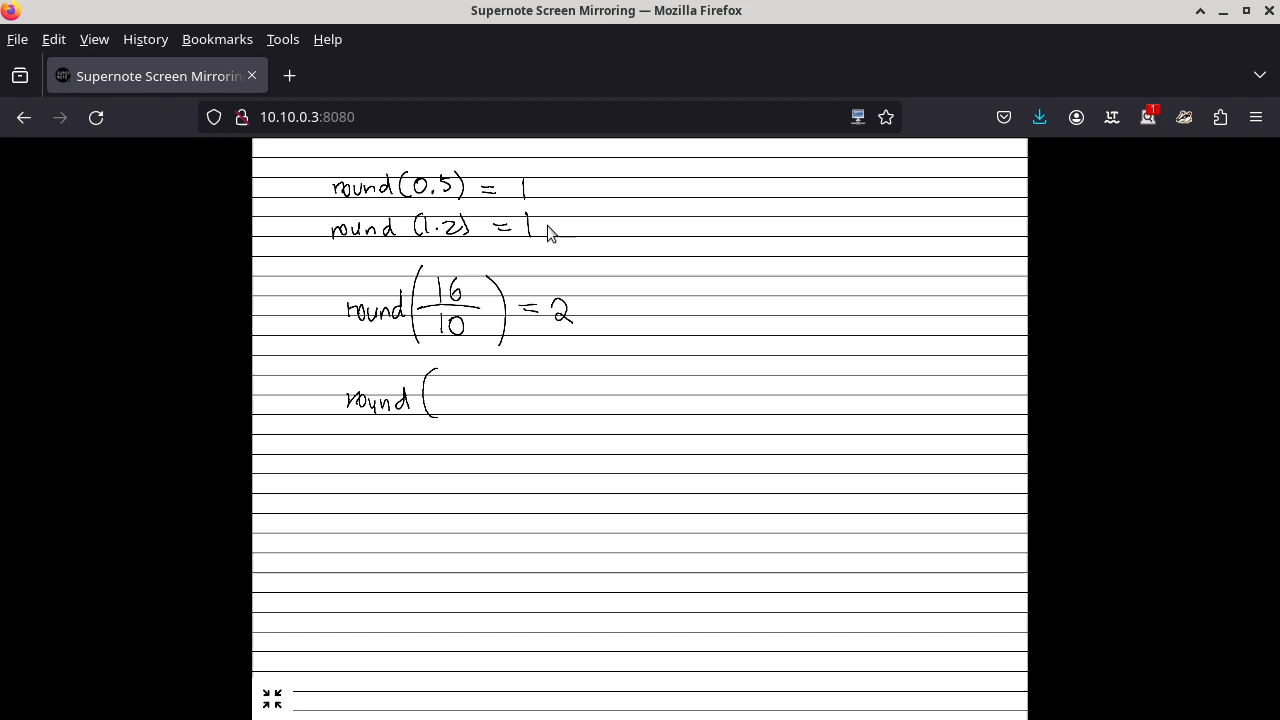 Supernote Screen Mirroring — Mozilla Firefox
File Edit View History Bookmarks Tools Help
Supernote Screen Mirrorin
10.10.0.3:8080
1
round(0.5) = 1
round (1.2) = 1
round(16/10) = 2
round (